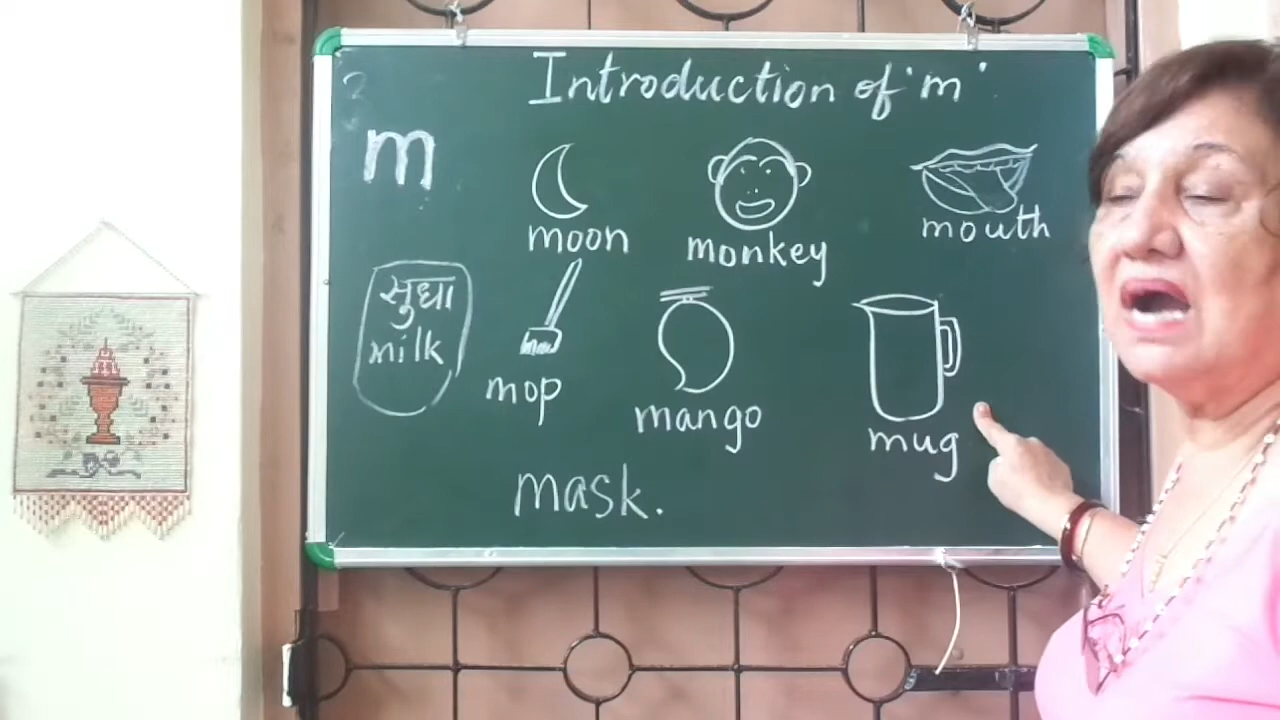 Introduction of 'm'
m
moon
monkey
mouth
सुधा
milk
mop
mango
mug
mask.